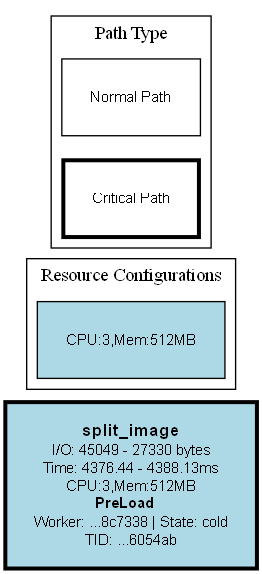 Path Type
Normal Path
Critical Path
Resource Configurations
CPU:3,Mem:512MB
split_image
I/O: 45049 - 27330 bytes
Time: 4376.44 - 4388.13ms
CPU:3,Mem:512MB
PreLoad
Worker: ...8c7338 | State: cold
TID: ...6054ab